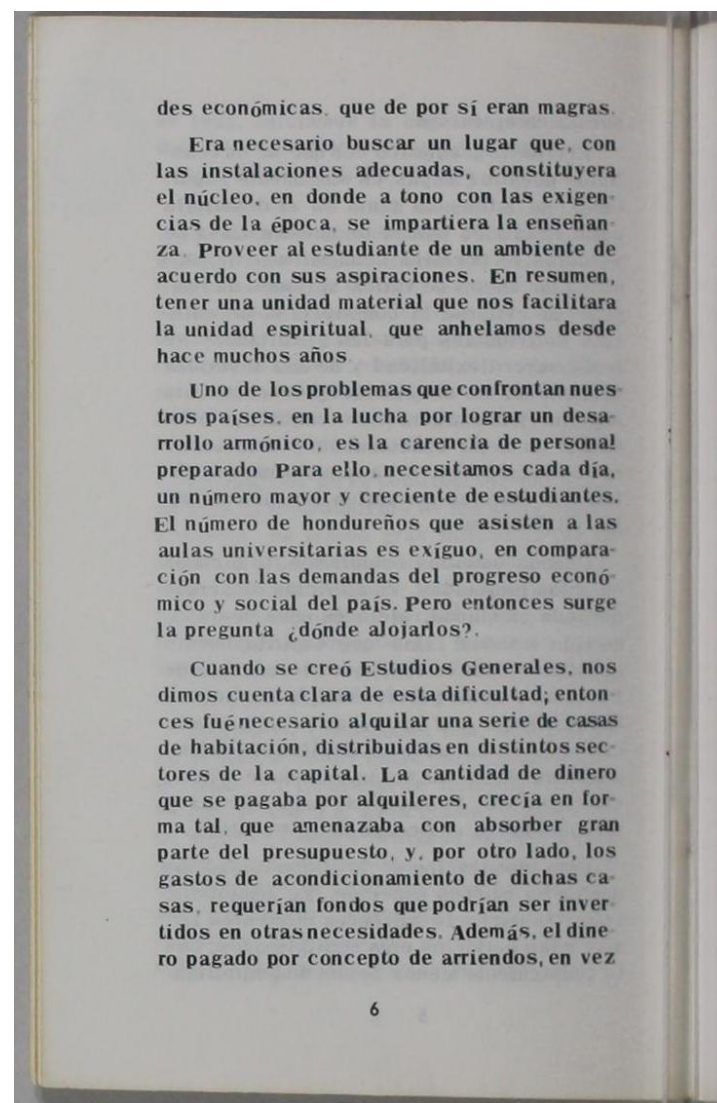 des económicas, que de por sí eran magras.
Era necesario buscar un lugar que, con
las instalaciones adecuadas, constituyera
el núcleo, en donde a tono con las exigen-
cias de la época, se impartiera la enseñan-
za. Proveer al estudiante de un ambiente de
acuerdo con sus aspiraciones. En resumen,
tener una unidad material que nos facilitara
la unidad espiritual, que anhelamos desde
hace muchos años
Uno de los problemas que confrontan nues-
tros países, en la lucha por lograr un desa-
rrollo armónico, es la carencia de personal
preparado Para ello, necesitamos cada día,
un número mayor y creciente de estudiantes.
El número de hondureños que asisten a las
aulas universitarias es exíguo, en compara-
ción con las demandas del progreso econó-
mico y social del país. Pero entonces surge
la pregunta ¿dónde alojarlos?.
Cuando se creó Estudios Generales, nos
dimos cuenta clara de esta dificultad; enton-
ces fué necesario alquilar una serie de casas
de habitación, distribuidas en distintos sec-
tores de la capital. La cantidad de dinero
que se pagaba por alquileres, crecía en for-
ma tal, que amenazaba con absorber gran
parte del presupuesto, y, por otro lado, los
gastos de acondicionamiento de dichas ca-
sas, requerían fondos que podrían ser inver-
tidos en otras necesidades. Además, el dine-
ro pagado por concepto de arriendos, en vez
6